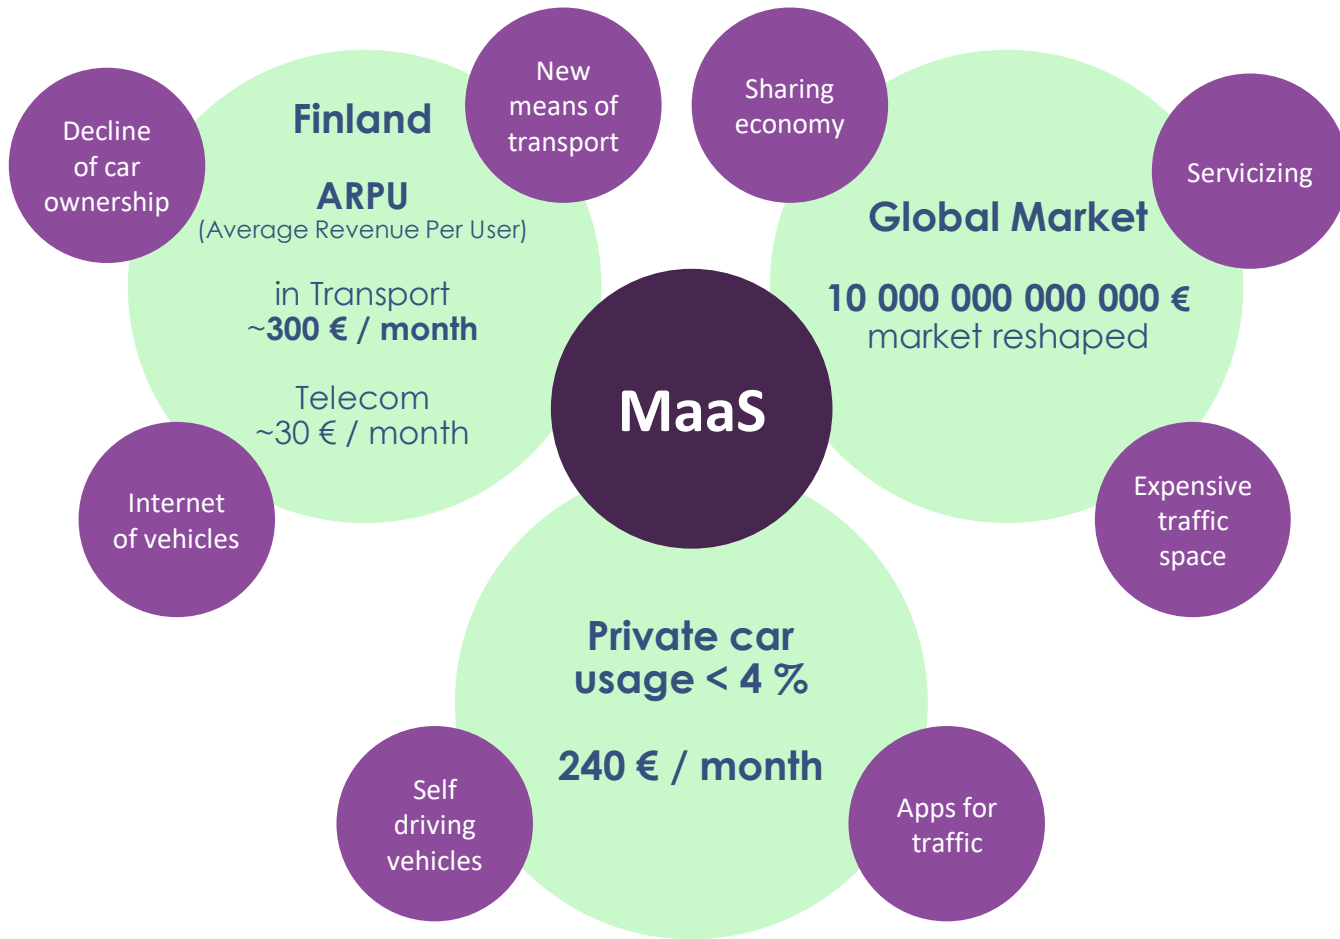 Decline
of car
ownership
Finland
ARPU
(Average Revenue Per User)
in Transport
~300 € / month
Telecom
~30 € / month
New
means of
transport
Internet
of vehicles
MaaS
Sharing
economy
Global Market
10 000 000 000 000 €
market reshaped
Servicizing
Expensive
traffic
space
Private car
usage < 4 %
240 € / month
Self
driving
vehicles
Apps for
traffic